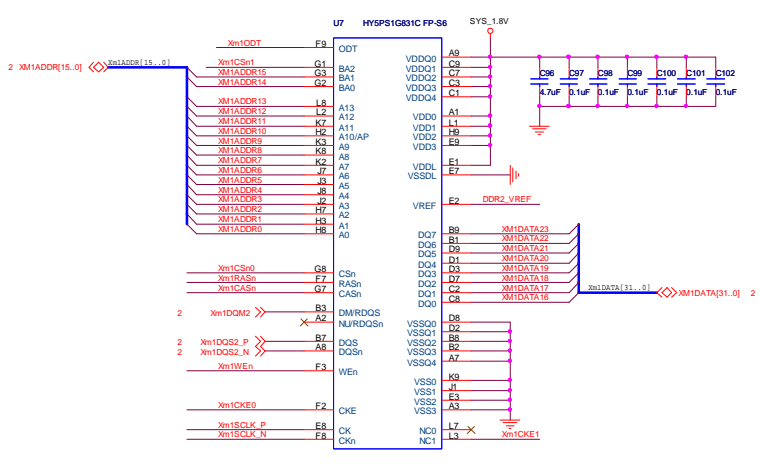 U7 HY5PS1G831C FP-S6 SYS_1.8V
Xm1ODT F9 ODT VDDQ0 A9
Xm1CSn1 G1 BA2 VDDQ1 C9
2 XM1ADDR[15..0] Xm1ADDR[15..0]
XM1ADDR15 G3 BA1 VDDQ2 C7
XM1ADDR14 G2 BA0 VDDQ3 C3
VDDQ4 C1
C96 C97 C98 C99 C100 C101 C102
4.7uF 0.1uF 0.1uF 0.1uF 0.1uF 0.1uF 0.1uF
XM1ADDR13 L8 A13 VDD0 A1
XM1ADDR12 L2 A12 VDD1 L1
XM1ADDR11 K7 A11 VDD2 H9
XM1ADDR10 H2 A10/AP VDD3 E9
XM1ADDR9 K3 A9
XM1ADDR8 K8 A8
XM1ADDR7 K2 A7 VDDL E1
XM1ADDR6 J7 A6 VSSDL E7
XM1ADDR5 J3 A5
XM1ADDR4 J8 A4
XM1ADDR3 J2 A3 VREF E2 DDR2_VREF
XM1ADDR2 H7 A2
XM1ADDR1 H3 A1
XM1ADDR0 H8 A0
DQ7 B9 XM1DATA23
DQ6 B1 XM1DATA22
DQ5 D9 XM1DATA21
DQ4 D1 XM1DATA20
Xm1CSn0 G8 CSn DQ3 D3 XM1DATA19
Xm1RASn F7 RASn DQ2 D7 XM1DATA18
Xm1CASn G7 CASn DQ1 C2 XM1DATA17
DQ0 C8 XM1DATA16
Xm1DATA[31..0] XM1DATA[31..0] 2
2 Xm1DQM2 B3 DM/RDQS
A2 NU/RDQSn VSSQ0 D8
VSSQ1 D2
2 Xm1DQS2_P B7 DQS VSSQ2 B8
2 Xm1DQS2_N A8 DQSn VSSQ3 B2
VSSQ4 A7
Xm1WEn F3 WEn
VSS0 K9
VSS1 J1
VSS2 E3
Xm1CKE0 F2 CKE VSS3 A3
Xm1SCLK_P E8 CK NC0 L7
Xm1SCLK_N F8 CKn NC1 L3 Xm1CKE1